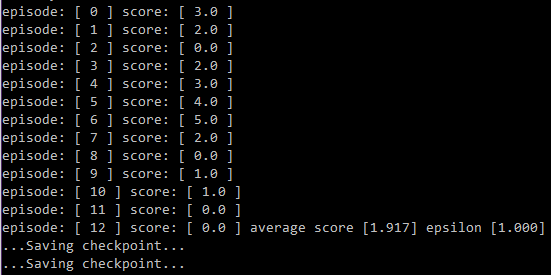 episode: [ 0 ] score: [ 3.0 ]
episode: [ 1 ] score: [ 2.0 ]
episode: [ 2 ] score: [ 0.0 ]
episode: [ 3 ] score: [ 2.0 ]
episode: [ 4 ] score: [ 3.0 ]
episode: [ 5 ] score: [ 4.0 ]
episode: [ 6 ] score: [ 5.0 ]
episode: [ 7 ] score: [ 2.0 ]
episode: [ 8 ] score: [ 0.0 ]
episode: [ 9 ] score: [ 1.0 ]
episode: [ 10 ] score: [ 1.0 ]
episode: [ 11 ] score: [ 0.0 ]
episode: [ 12 ] score: [ 0.0 ] average score [1.917] epsilon [1.000]
...Saving checkpoint...
...Saving checkpoint...